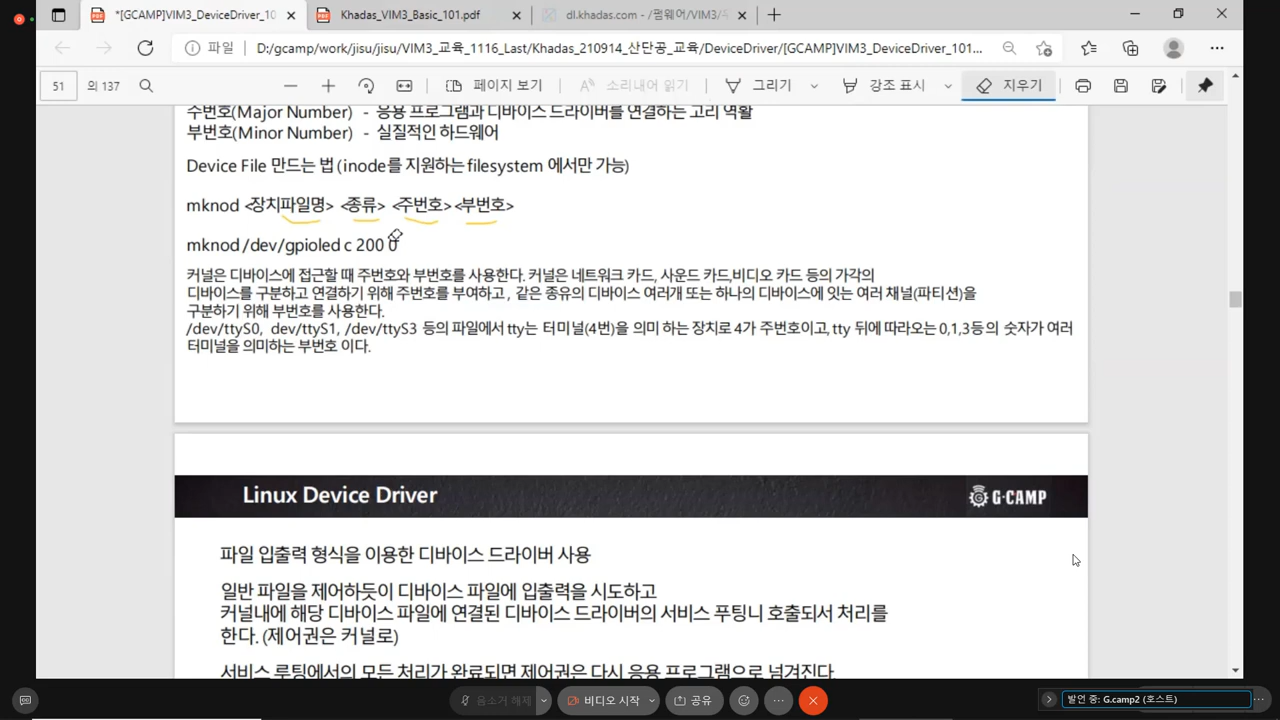 *[GCAMP]VIM3_DeviceDriver_10
Khadas_VIM3_Basic_101.pdf
dl.khadas.com - /펌웨어/VIM3/우
파일
D:/gcamp/work/jisu/jisu/VIM3_교육_1116_Last/Khadas_210914_산단공_교육/DeviceDriver/[GCAMP]VIM3_DeviceDriver_101...
51
의 137
페이지 보기
소리내어 읽기
그리기
강조 표시
지우기
주번호(Major Number) - 응용 프로그램과 디바이스 드라이버를 연결하는 고리 역활
부번호(Minor Number) - 실질적인 하드웨어
Device File 만드는 법 (inode를 지원하는 filesystem 에서만 가능)
mknod <장치파일명> <종류> <주번호><부번호>
mknod /dev/gpioled c 200 0
커널은 디바이스에 접근할 때 주번호와 부번호를 사용한다. 커널은 네트워크 카드, 사운드 카드,비디오 카드 등의 가각의
디바이스를 구분하고 연결하기 위해 주번호를 부여하고, 같은 종유의 디바이스 여러개 또는 하나의 디바이스에 잇는 여러 채널(파티션)을
구분하기 위해 부번호를 사용한다.
/dev/ttyS0, dev/ttyS1, /dev/ttyS3 등의 파일에서 tty는 터미널(4번)을 의미 하는 장치로 4가 주번호이고, tty 뒤에 따라오는 0,1,3등의 숫자가 여러
터미널을 의미하는 부번호 이다.
Linux Device Driver
G·CAMP
파일 입출력 형식을 이용한 디바이스 드라이버 사용
일반 파일을 제어하듯이 디바이스 파일에 입출력을 시도하고
커널내에 해당 디바이스 파일에 연결된 디바이스 드라이버의 서비스 푸팅니 호출되서 처리를
한다. (제어권은 커널로)
서비스 루팅에서의 모든 처리가 완료되면 제어권은 다시 응용 프로그램으로 넘겨진다.
음소거 해제
비디오 시작
공유
발언 중: G.camp2 (호스트)